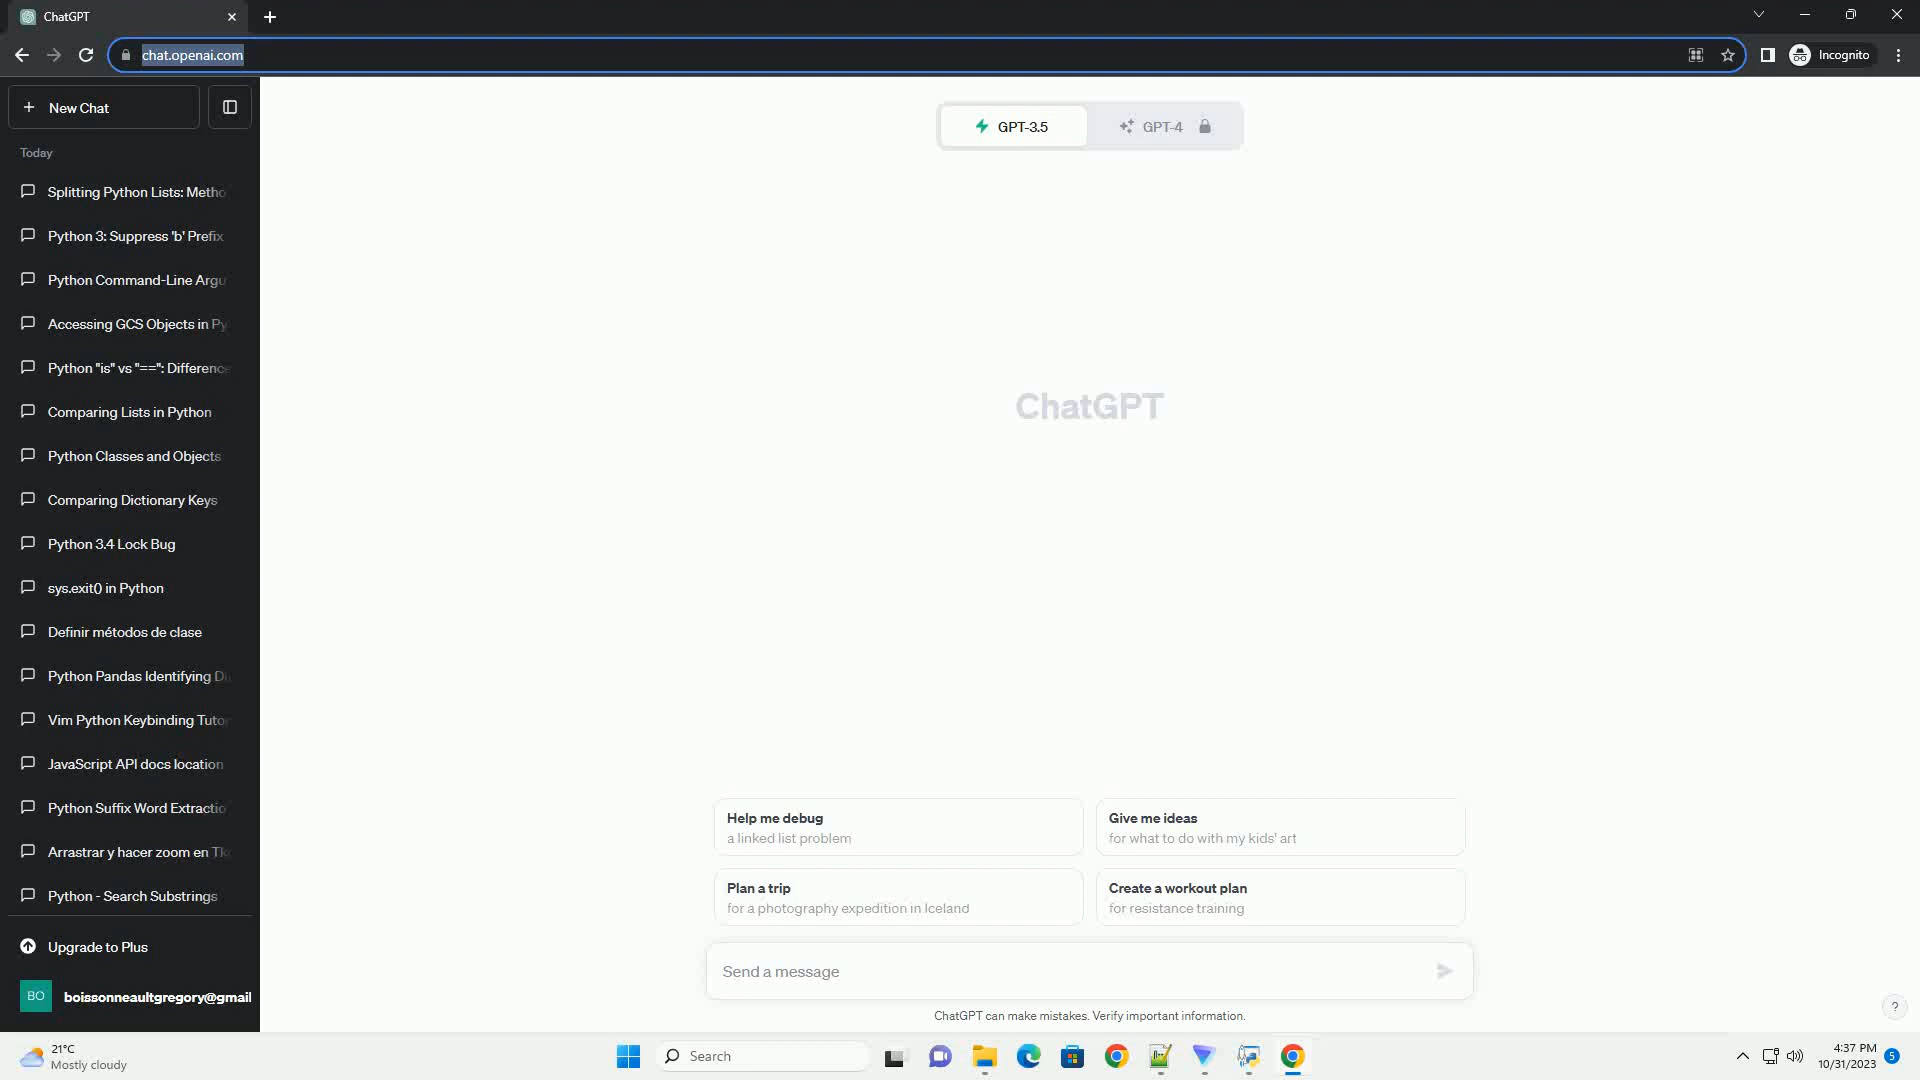 ChatGPT
chat.openai.com
Incognito
New Chat
Today
Splitting Python Lists: Metho
Python 3: Suppress 'b' Prefix
Python Command-Line Argu
Accessing GCS Objects in Py
Python "is" vs "==": Difference
Comparing Lists in Python
Python Classes and Objects
Comparing Dictionary Keys
Python 3.4 Lock Bug
sys.exit() in Python
Definir métodos de clase
Python Pandas Identifying Du
Vim Python Keybinding Tutor
JavaScript API docs location
Python Suffix Word Extractio
Arrastrar y hacer zoom en Tk
Python - Search Substrings
Upgrade to Plus
BO
boissonneaultgregory@gmail
GPT-3.5
GPT-4
ChatGPT
Help me debug
a linked list problem
Give me ideas
for what to do with my kids' art
Plan a trip
for a photography expedition in Iceland
Create a workout plan
for resistance training
Send a message
ChatGPT can make mistakes. Verify important information.
?
21°C
Mostly cloudy
Search
4:37 PM
10/31/2023
5